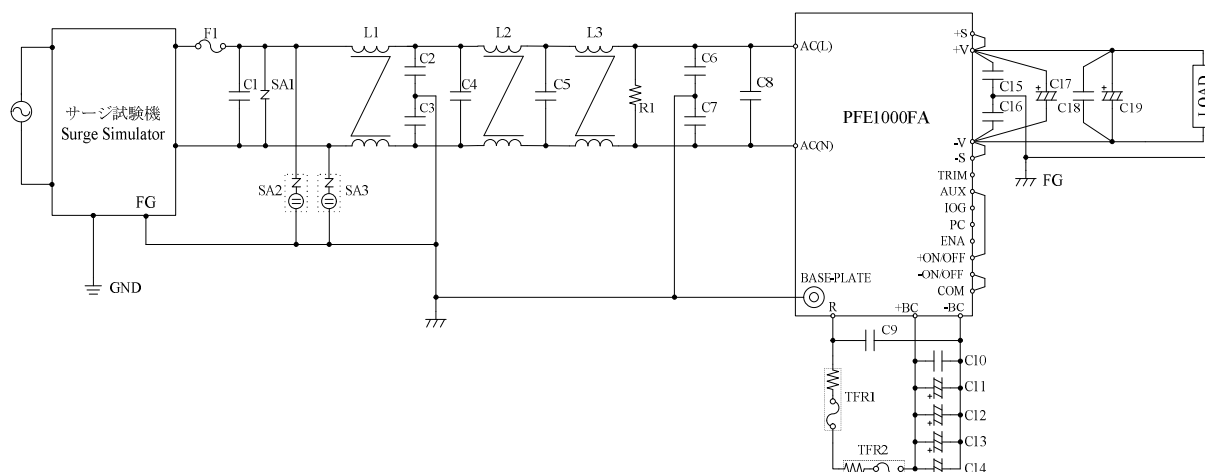 サージ試験機
Surge Simulator
FG
GND
F1
C1
SA1
SA2
SA3
L1
C2
C3
C4
L2
C5
L3
R1
C6
C7
C8
AC(L)
AC(N)
PFE1000FA
BASE-PLATE
R
+BC
-BC
+S
+V
-V
-S
TRIM
AUX
IOG
PC
ENA
+ON/OFF
-ON/OFF
COM
C15
C16
C17
C18
C19
+
+
LOAD
FG
C9
C10
C11
+
C12
+
C13
+
C14
TFR1
TFR2